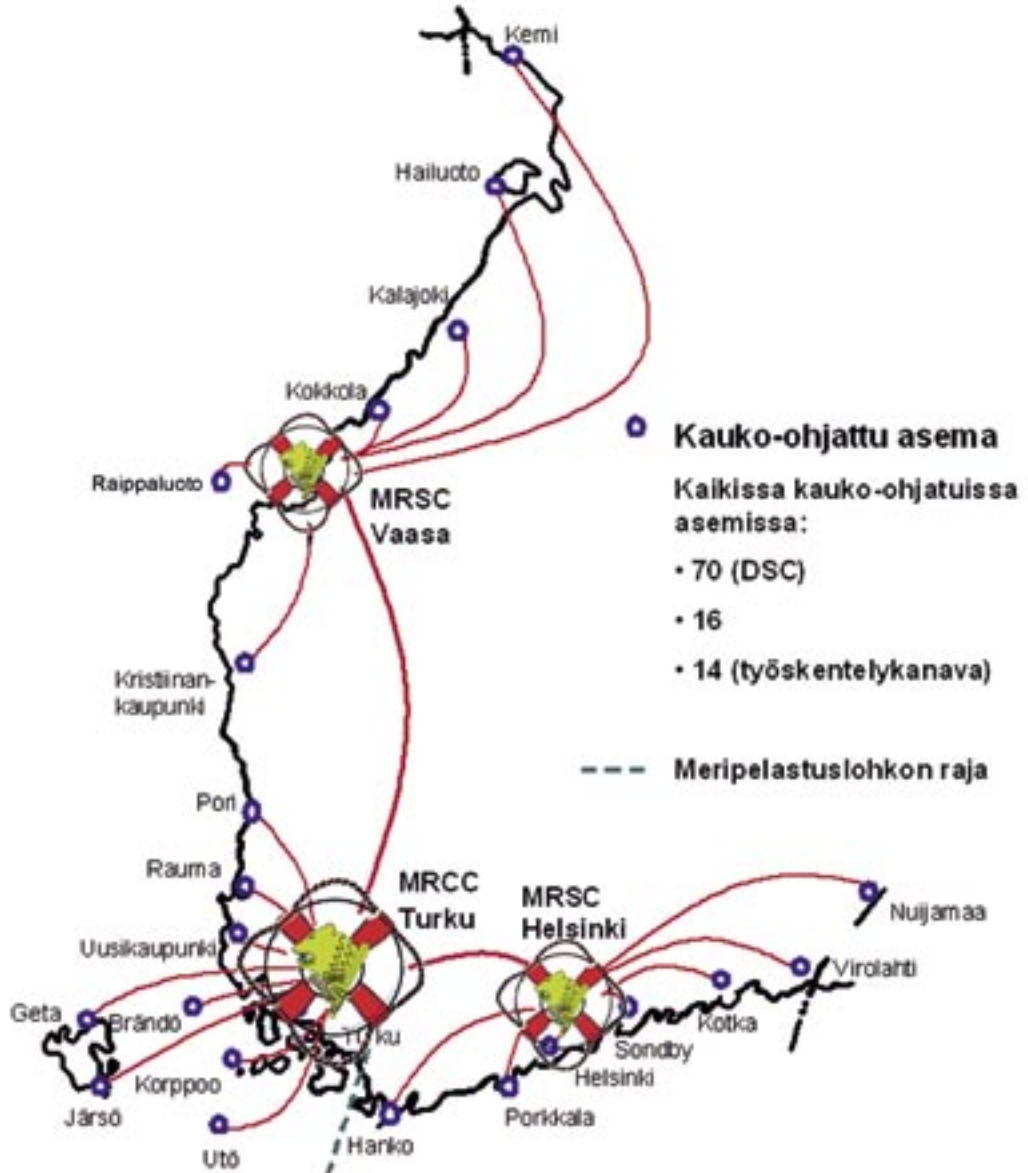 Kemi
Hailuoto
Kalajoki
Kokkola
Raippaluoto
MRSC
Vaasa
Kauko-ohjattu asema
Kaikissa kauko-ohjatuissa
asemissa:
• 70 (DSC)
• 16
• 14 (työskentelykanava)
Kristiinan-
kaupunki
Meripelastuslohkon raja
Pori
Rauma
MRCC
Turku
MRSC
Helsinki
Nuijamaa
Uusikaupunki
Virolahti
Geta
Brändö
Turku
Kotka
Sondby
Korppoo
Helsinki
Järsö
Porkkala
Hanko
Utö